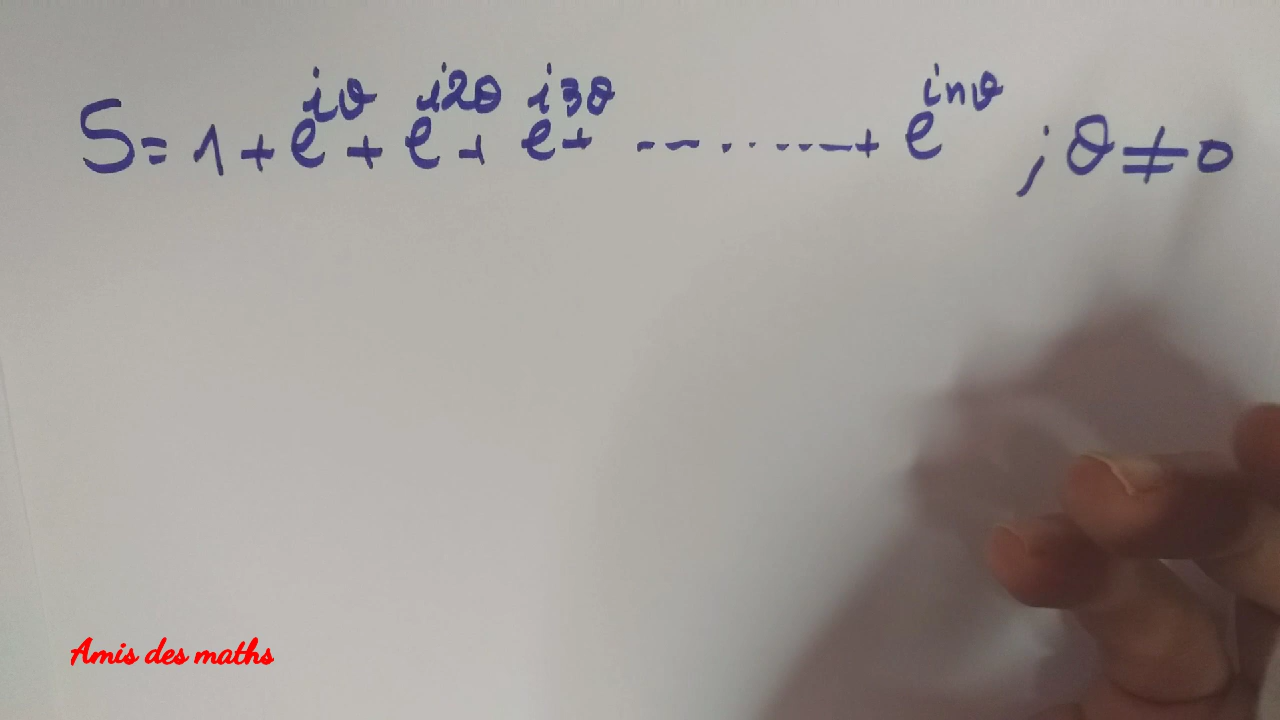 S = 1 + e^{iθ} + e^{i2θ} + e^{i3θ} + ........... + e^{inθ} ; θ ≠ 0
Amis des maths